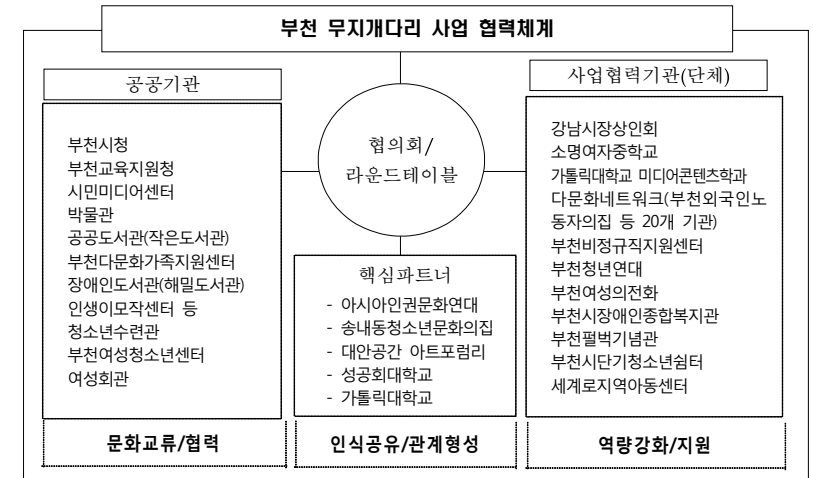 부천 무지개다리 사업 협력체계
공공기관
부천시청
부천교육지원청
시민미디어센터
박물관
공공도서관(작은도서관)
부천다문화가족지원센터
장애인도서관(해밀도서관)
인생이모작센터 등
청소년수련관
부천여성청소년센터
여성회관
문화교류/협력
협의회/
라운드테이블
핵심파트너
- 아시아인권문화연대
- 송내동청소년문화의집
- 대안공간 아트포럼리
- 성공회대학교
- 가톨릭대학교
인식공유/관계형성
사업협력기관(단체)
강남시장상인회
소명여자중학교
가톨릭대학교 미디어콘텐츠학과
다문화네트워크(부천외국인노
동자의집 등 20개 기관)
부천비정규직지원센터
부천청년연대
부천여성의전화
부천시장애인종합복지관
부천펄벅기념관
부천시단기청소년쉼터
세계로지역아동센터
역량강화/지원